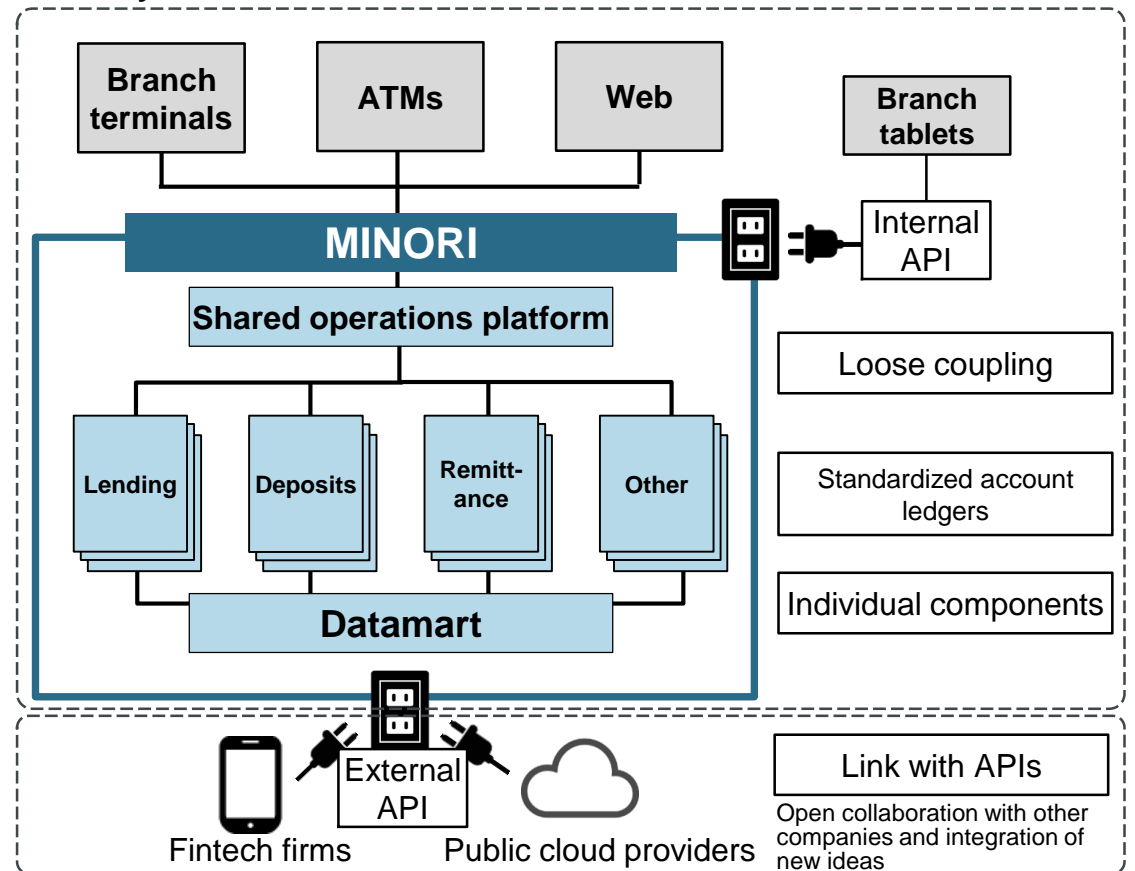 Branch
terminals
ATMs
Web
Branch
tablets
MINORI
Internal
API
Shared operations platform
Loose coupling
Lending
Deposits
Remitt-
ance
Other
Standardized account
ledgers
Individual components
Datamart
External
API
Fintech firms
Public cloud providers
Link with APIs
Open collaboration with other
companies and integration of
new ideas